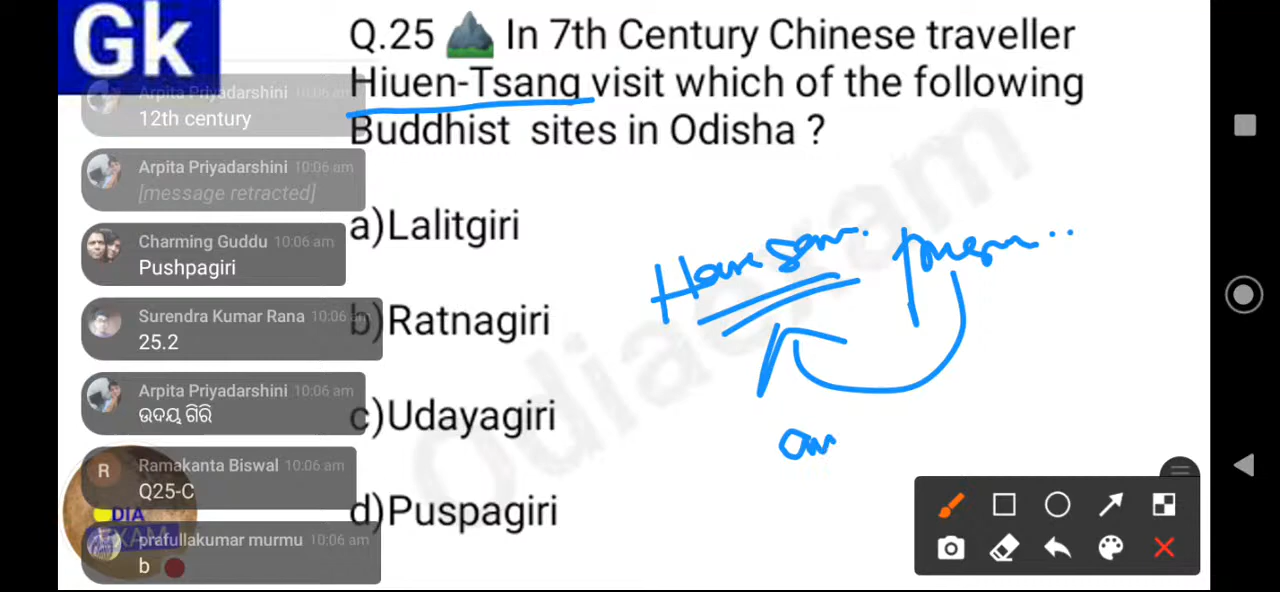 Gk
Q.25 In 7th Century Chinese traveller
Hiuen-Tsang visit which of the following
Buddhist sites in Odisha ?
a)Lalitgiri
b)Ratnagiri
c)Udayagiri
d)Puspagiri
Arpita Priyadarshini 10:06 am
12th century
Arpita Priyadarshini 10:06 am
[message retracted]
Charming Guddu 10:06 am
Pushpagiri
Surendra Kumar Rana 10:06 am
25.2
Arpita Priyadarshini 10:06 am
ଉଦୟ ଗିରି
R
Ramakanta Biswal 10:06 am
Q25-C
prafullakumar murmu 10:06 am
b
DIA
EXAM
Odiaexam